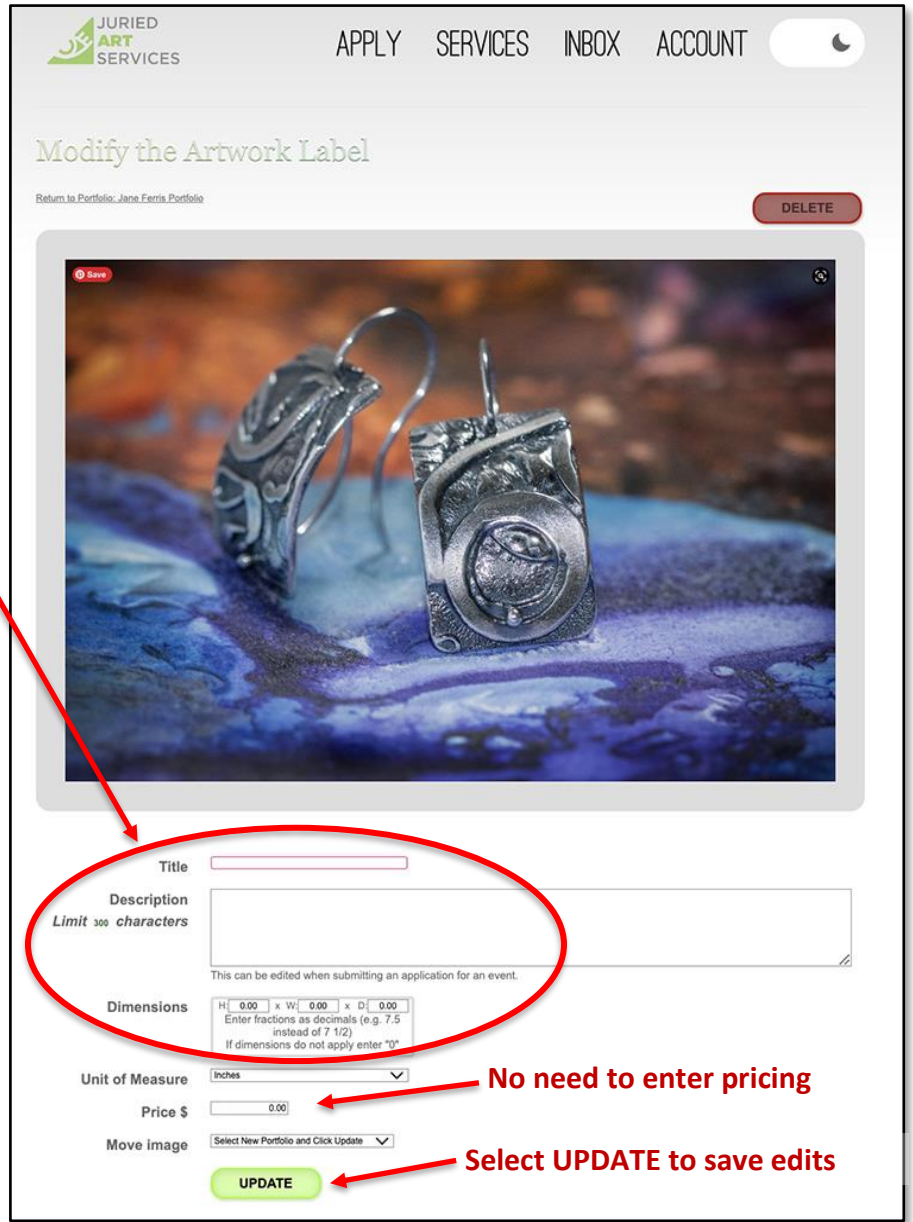 JURIED
ART
SERVICES
APPLY SERVICES INBOX ACCOUNT
Modify the Artwork Label
Return to Portfolio: Jane Ferris Portfolio
DELETE
Save
Title
Description
Limit 300 characters
This can be edited when submitting an application for an event.
Dimensions
H: 0.00 x W: 0.00 x D: 0.00
Enter fractions as decimals (e.g. 7.5
instead of 7 1/2)
If dimensions do not apply enter "0"
Unit of Measure
Inches
No need to enter pricing
Price $
0.00
Move image
Select New Portfolio and Click Update
Select UPDATE to save edits
UPDATE